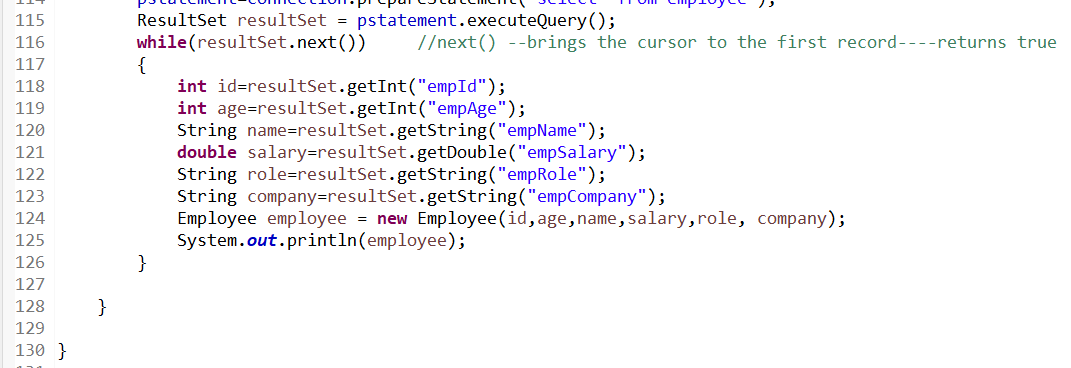 115 ResultSet resultSet = pstatement.executeQuery();
116 while(resultSet.next()) //next() --brings the cursor to the first record----returns true
117 {
118 int id=resultSet.getInt("empId");
119 int age=resultSet.getInt("empAge");
120 String name=resultSet.getString("empName");
121 double salary=resultSet.getDouble("empSalary");
122 String role=resultSet.getString("empRole");
123 String company=resultSet.getString("empCompany");
124 Employee employee = new Employee(id,age,name,salary,role, company);
125 System.out.println(employee);
126 }
127
128 }
129
130 }